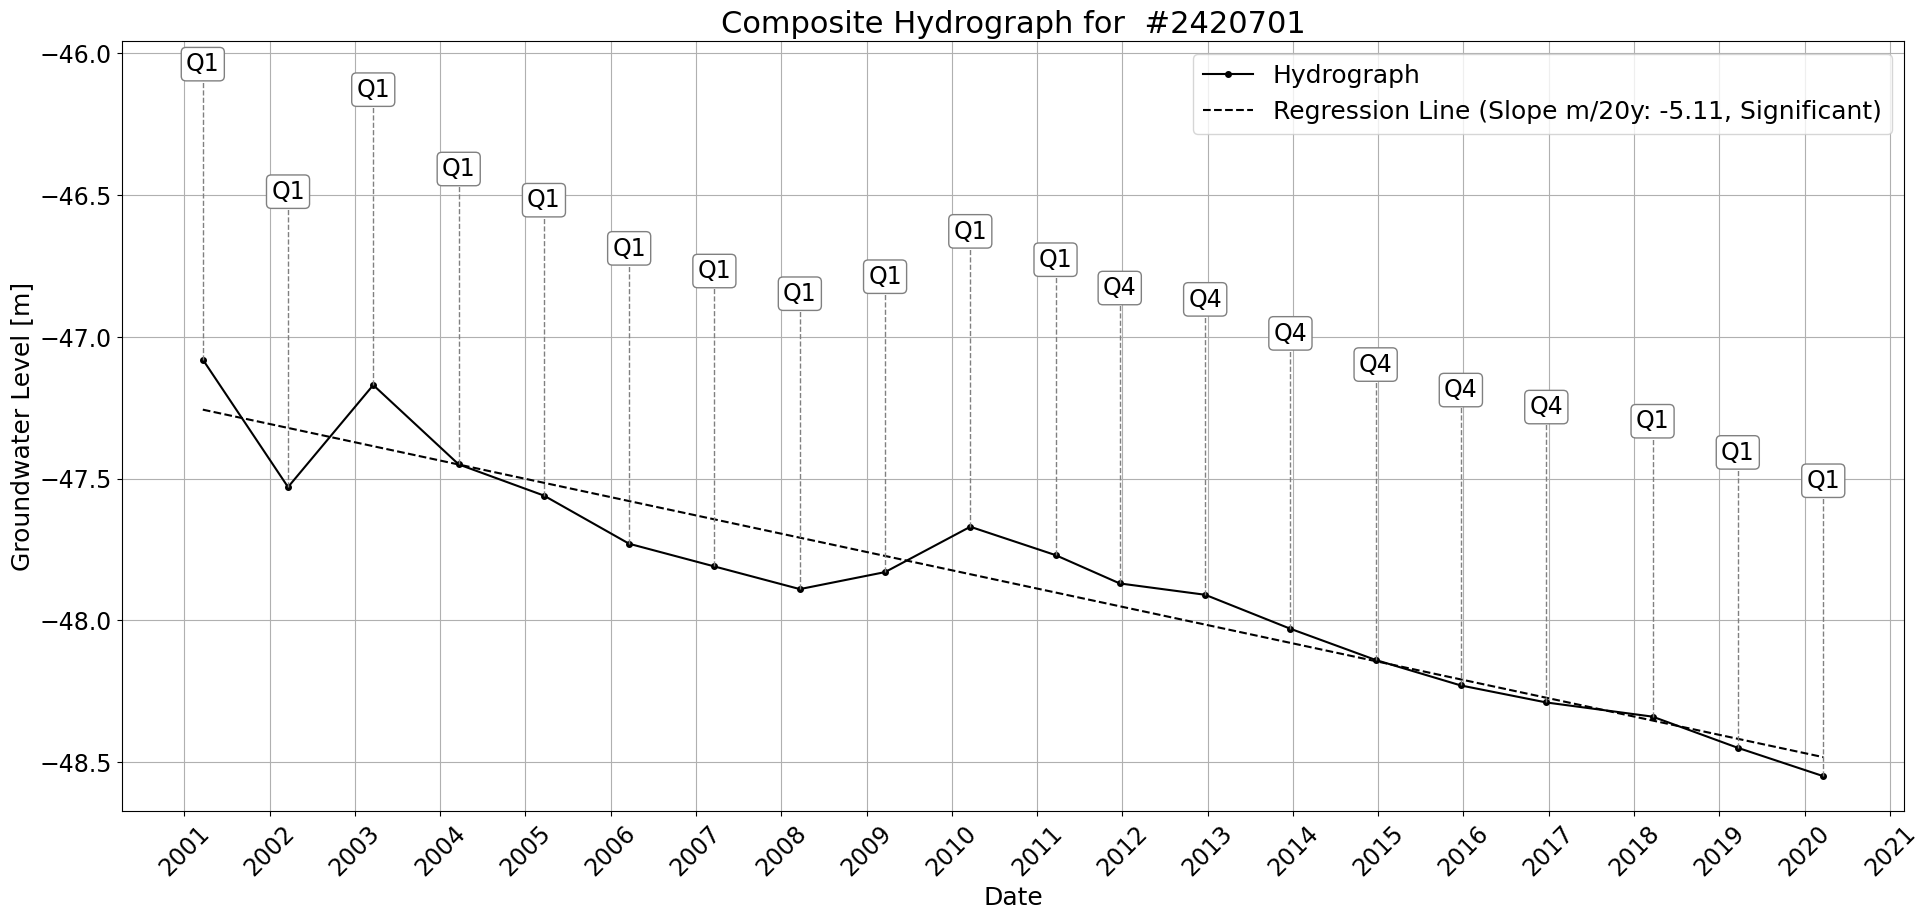 Composite Hydrograph for  #2420701
Hydrograph
Regression Line (Slope m/20y: -5.11, Significant)
Groundwater Level [m]
−46.0
−46.5
−47.0
−47.5
−48.0
−48.5
Q1
Q1
Q1
Q1
Q1
Q1
Q1
Q1
Q1
Q1
Q1
Q4
Q4
Q4
Q4
Q4
Q4
Q1
Q1
Q1
2001
2002
2003
2004
2005
2006
2007
2008
2009
2010
2011
2012
2013
2014
2015
2016
2017
2018
2019
2020
2021
Date